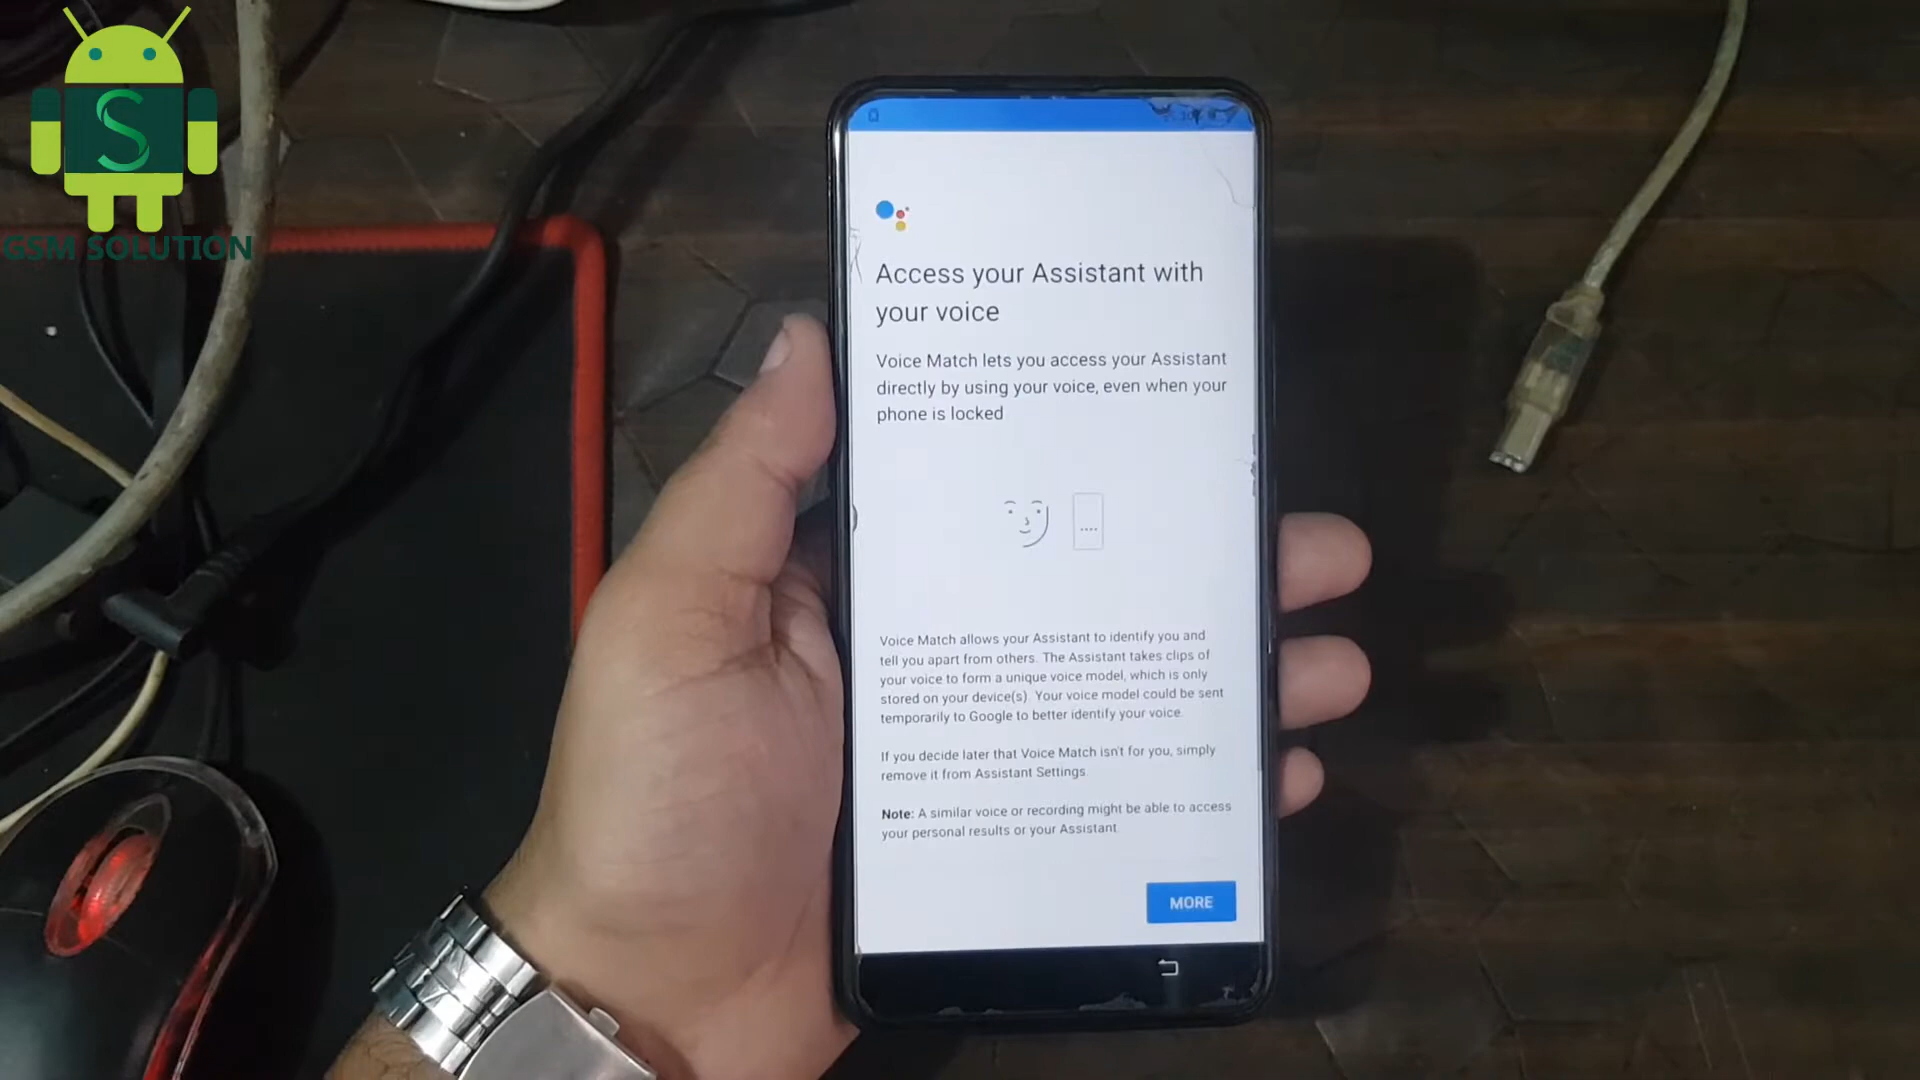 S
GSM SOLUTION
Access your Assistant with
your voice
Voice Match lets you access your Assistant
directly by using your voice, even when your
phone is locked
Voice Match allows your Assistant to identify you and
tell you apart from others. The Assistant takes clips of
your voice to form a unique voice model, which is only
stored on your device(s). Your voice model could be sent
temporarily to Google to better identify your voice.
If you decide later that Voice Match isn't for you, simply
remove it from Assistant Settings.
Note: A similar voice or recording might be able to access
your personal results or your Assistant.
MORE